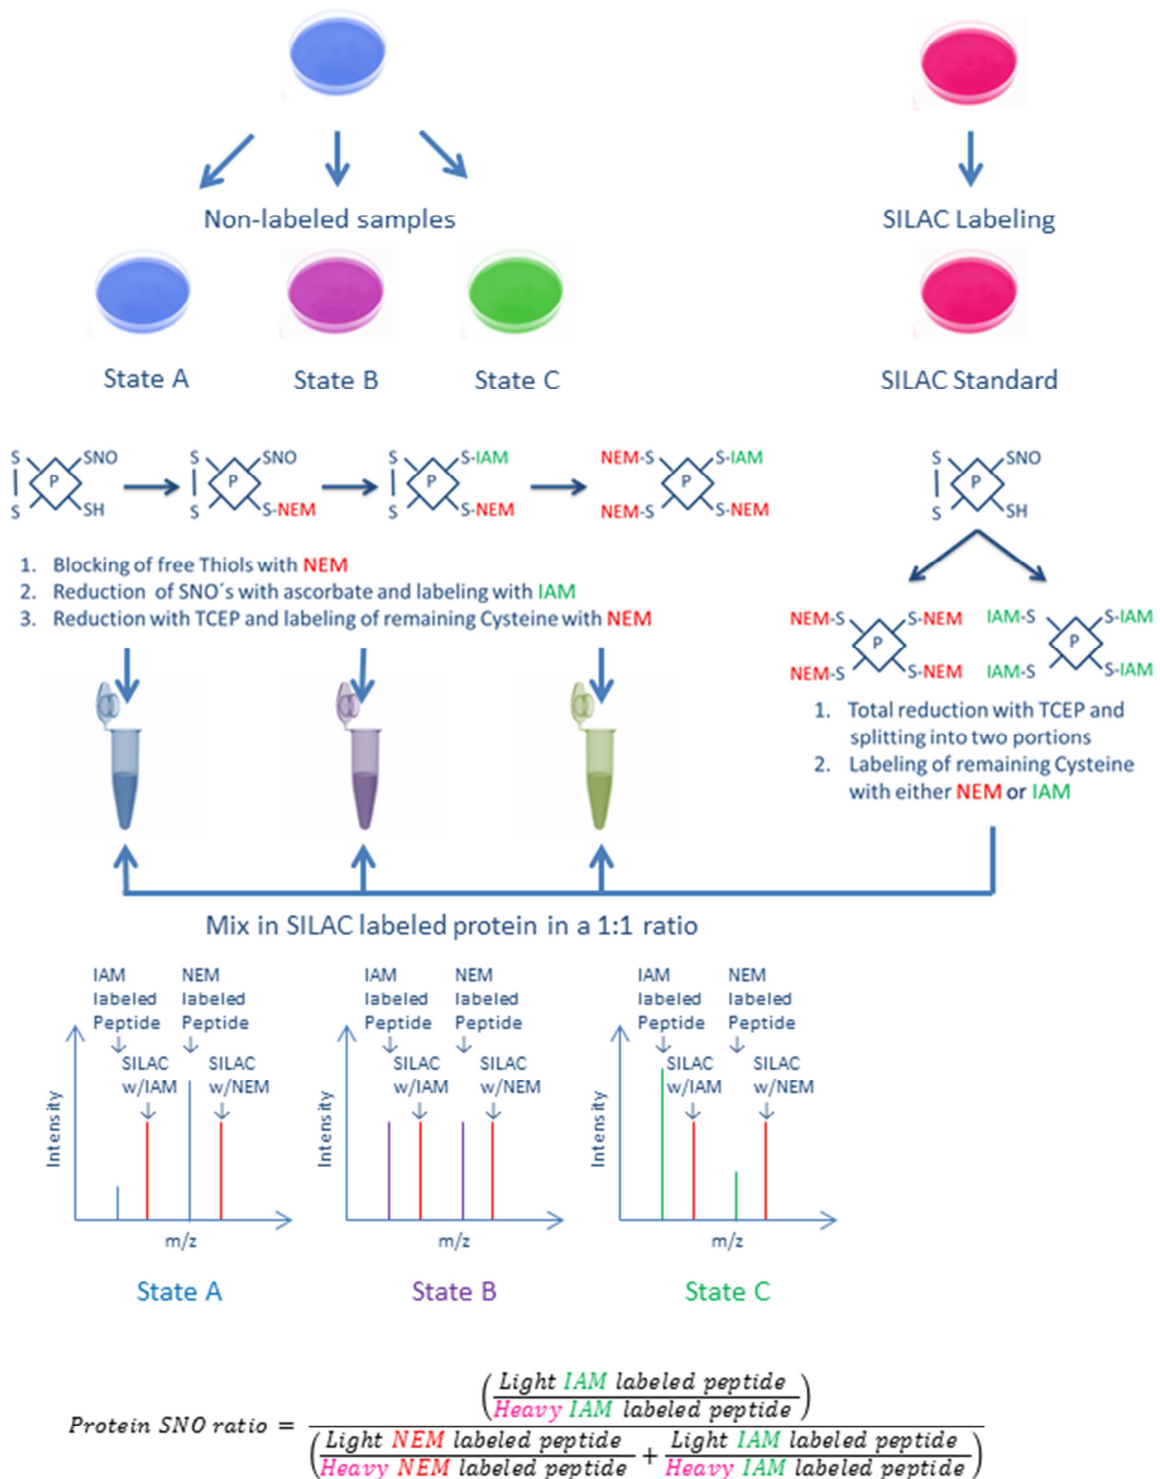 Non-labeled samples
SILAC Labeling
State A
State B
State C
SILAC Standard
S
S
P
SNO
SH
S
S
P
SNO
S-NEM
S
S
P
S-IAM
S-NEM
NEM-S
NEM-S
P
S-IAM
S-NEM
S
S
P
SNO
SH
1. Blocking of free Thiols with NEM
2. Reduction of SNO´s with ascorbate and labeling with IAM
3. Reduction with TCEP and labeling of remaining Cysteine with NEM
NEM-S
S-NEM
P
NEM-S
S-NEM
IAM-S
S-IAM
P
IAM-S
S-IAM
1. Total reduction with TCEP and
splitting into two portions
2. Labeling of remaining Cysteine
with either NEM or IAM
Mix in SILAC labeled protein in a 1:1 ratio
IAM
labeled
Peptide
NEM
labeled
Peptide
SILAC
w/IAM
SILAC
w/NEM
Intensity
m/z
State A
IAM
labeled
Peptide
NEM
labeled
Peptide
SILAC
w/IAM
SILAC
w/NEM
Intensity
m/z
State B
IAM
labeled
Peptide
NEM
labeled
Peptide
SILAC
w/IAM
SILAC
w/NEM
Intensity
m/z
State C
Protein SNO ratio =
(Light IAM labeled peptide
Heavy IAM labeled peptide)
(Light NEM labeled peptide + Light IAM labeled peptide
Heavy NEM labeled peptide Heavy IAM labeled peptide)